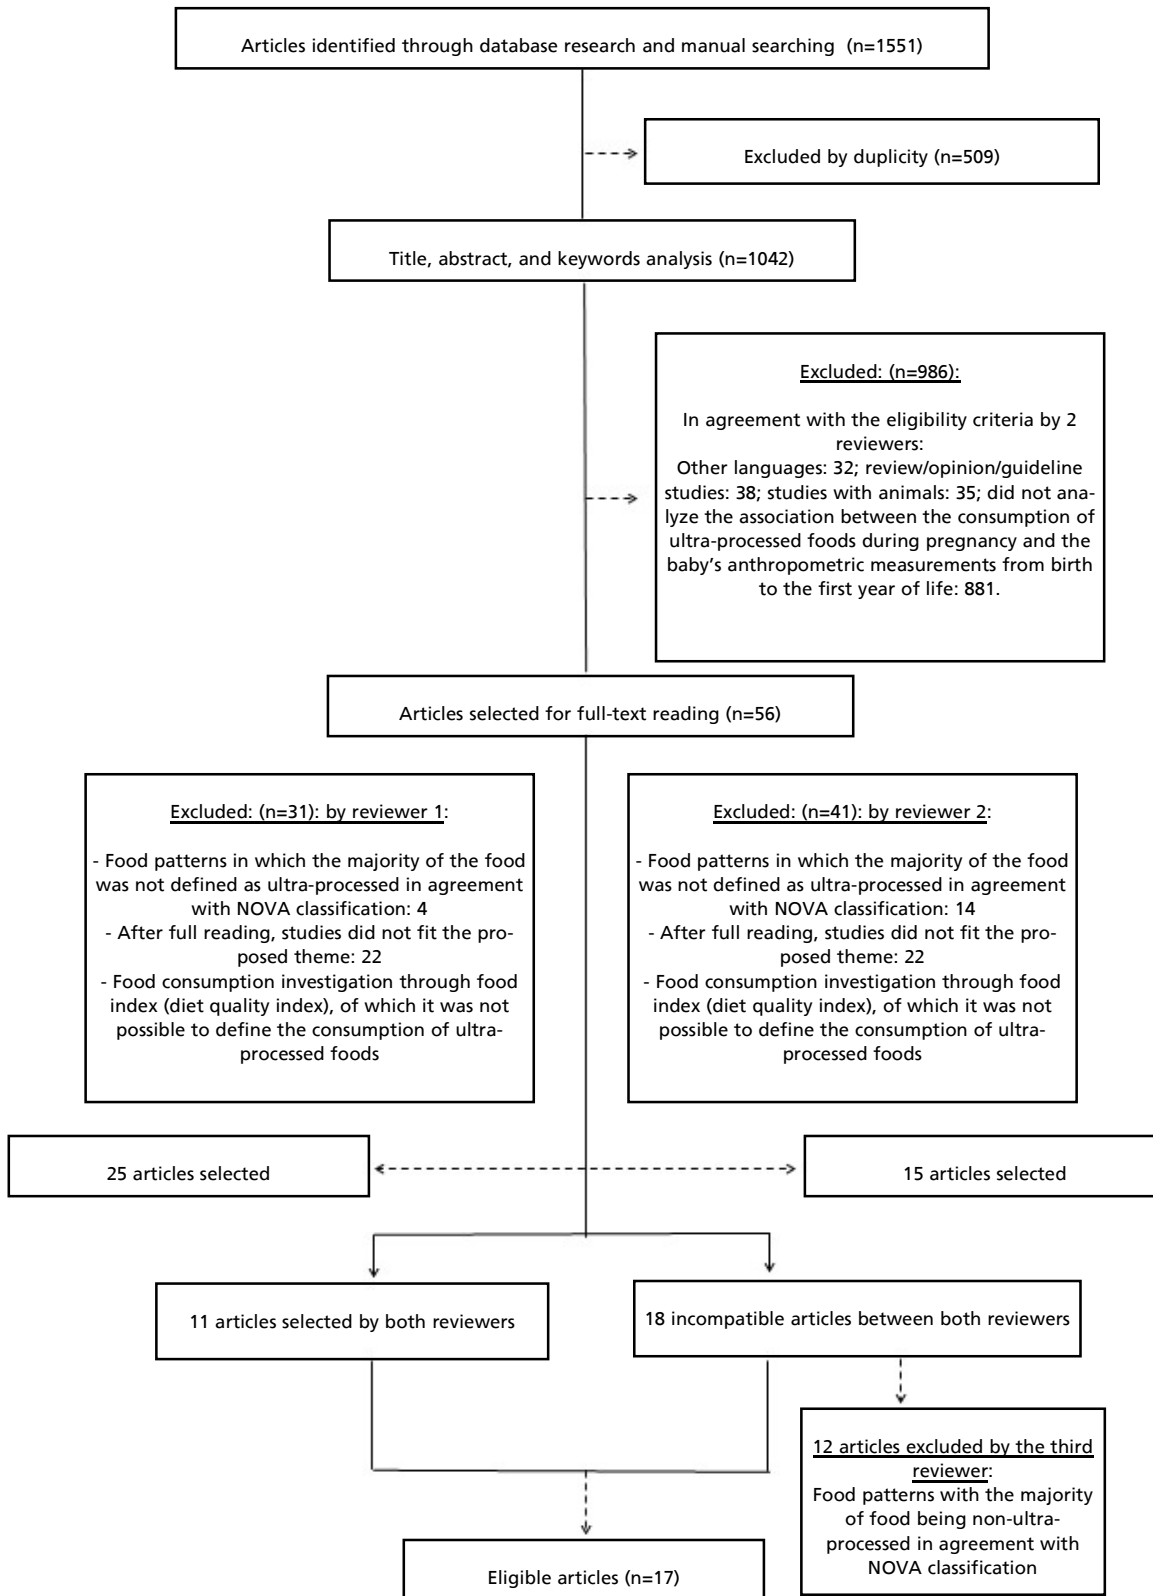 Articles identified through database research and manual searching (n=1551)
Excluded by duplicity (n=509)
Title, abstract, and keywords analysis (n=1042)
Excluded: (n=986):
In agreement with the eligibility criteria by 2
reviewers:
Other languages: 32; review/opinion/guideline
studies: 38; studies with animals: 35; did not ana-
lyze the association between the consumption of
ultra-processed foods during pregnancy and the
baby's anthropometric measurements from birth
to the first year of life: 881.
Articles selected for full-text reading (n=56)
Excluded: (n=31): by reviewer 1:
- Food patterns in which the majority of the food
was not defined as ultra-processed in agreement
with NOVA classification: 4
- After full reading, studies did not fit the pro-
posed theme: 22
- Food consumption investigation through food
index (diet quality index), of which it was not
possible to define the consumption of ultra-
processed foods
Excluded: (n=41): by reviewer 2:
- Food patterns in which the majority of the food
was not defined as ultra-processed in agreement
with NOVA classification: 14
- After full reading, studies did not fit the pro-
posed theme: 22
- Food consumption investigation through food
index (diet quality index), of which it was not
possible to define the consumption of ultra-
processed foods
25 articles selected
15 articles selected
11 articles selected by both reviewers
18 incompatible articles between both reviewers
12 articles excluded by the third
reviewer:
Food patterns with the majority
of food being non-ultra-
processed in agreement with
NOVA classification
Eligible articles (n=17)